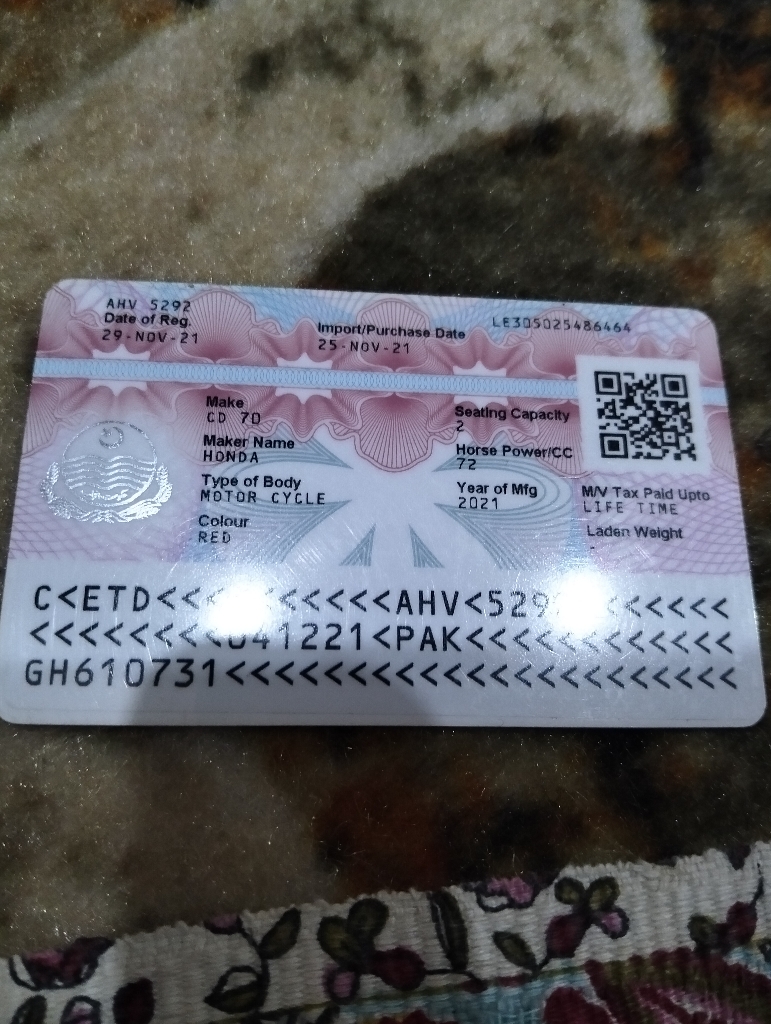 AHV 5292
Date of Reg.
29-NOV-21
Import/Purchase Date
25-NOV-21
LE305025486464
Make
CD 70
Maker Name
HONDA
Type of Body
MOTOR CYCLE
Colour
RED
Seating Capacity
2
Horse Power/CC
72
Year of Mfg
2021
M/V Tax Paid Upto
LIFE TIME
Laden Weight
-
C<ETD<<< <<<<<<AHV<529 <<<<<
<<<<<<< 41221<PAK<<<<<<<<<<<<
GH610731<<<<<<<<<<<<<<<<<<<<<<